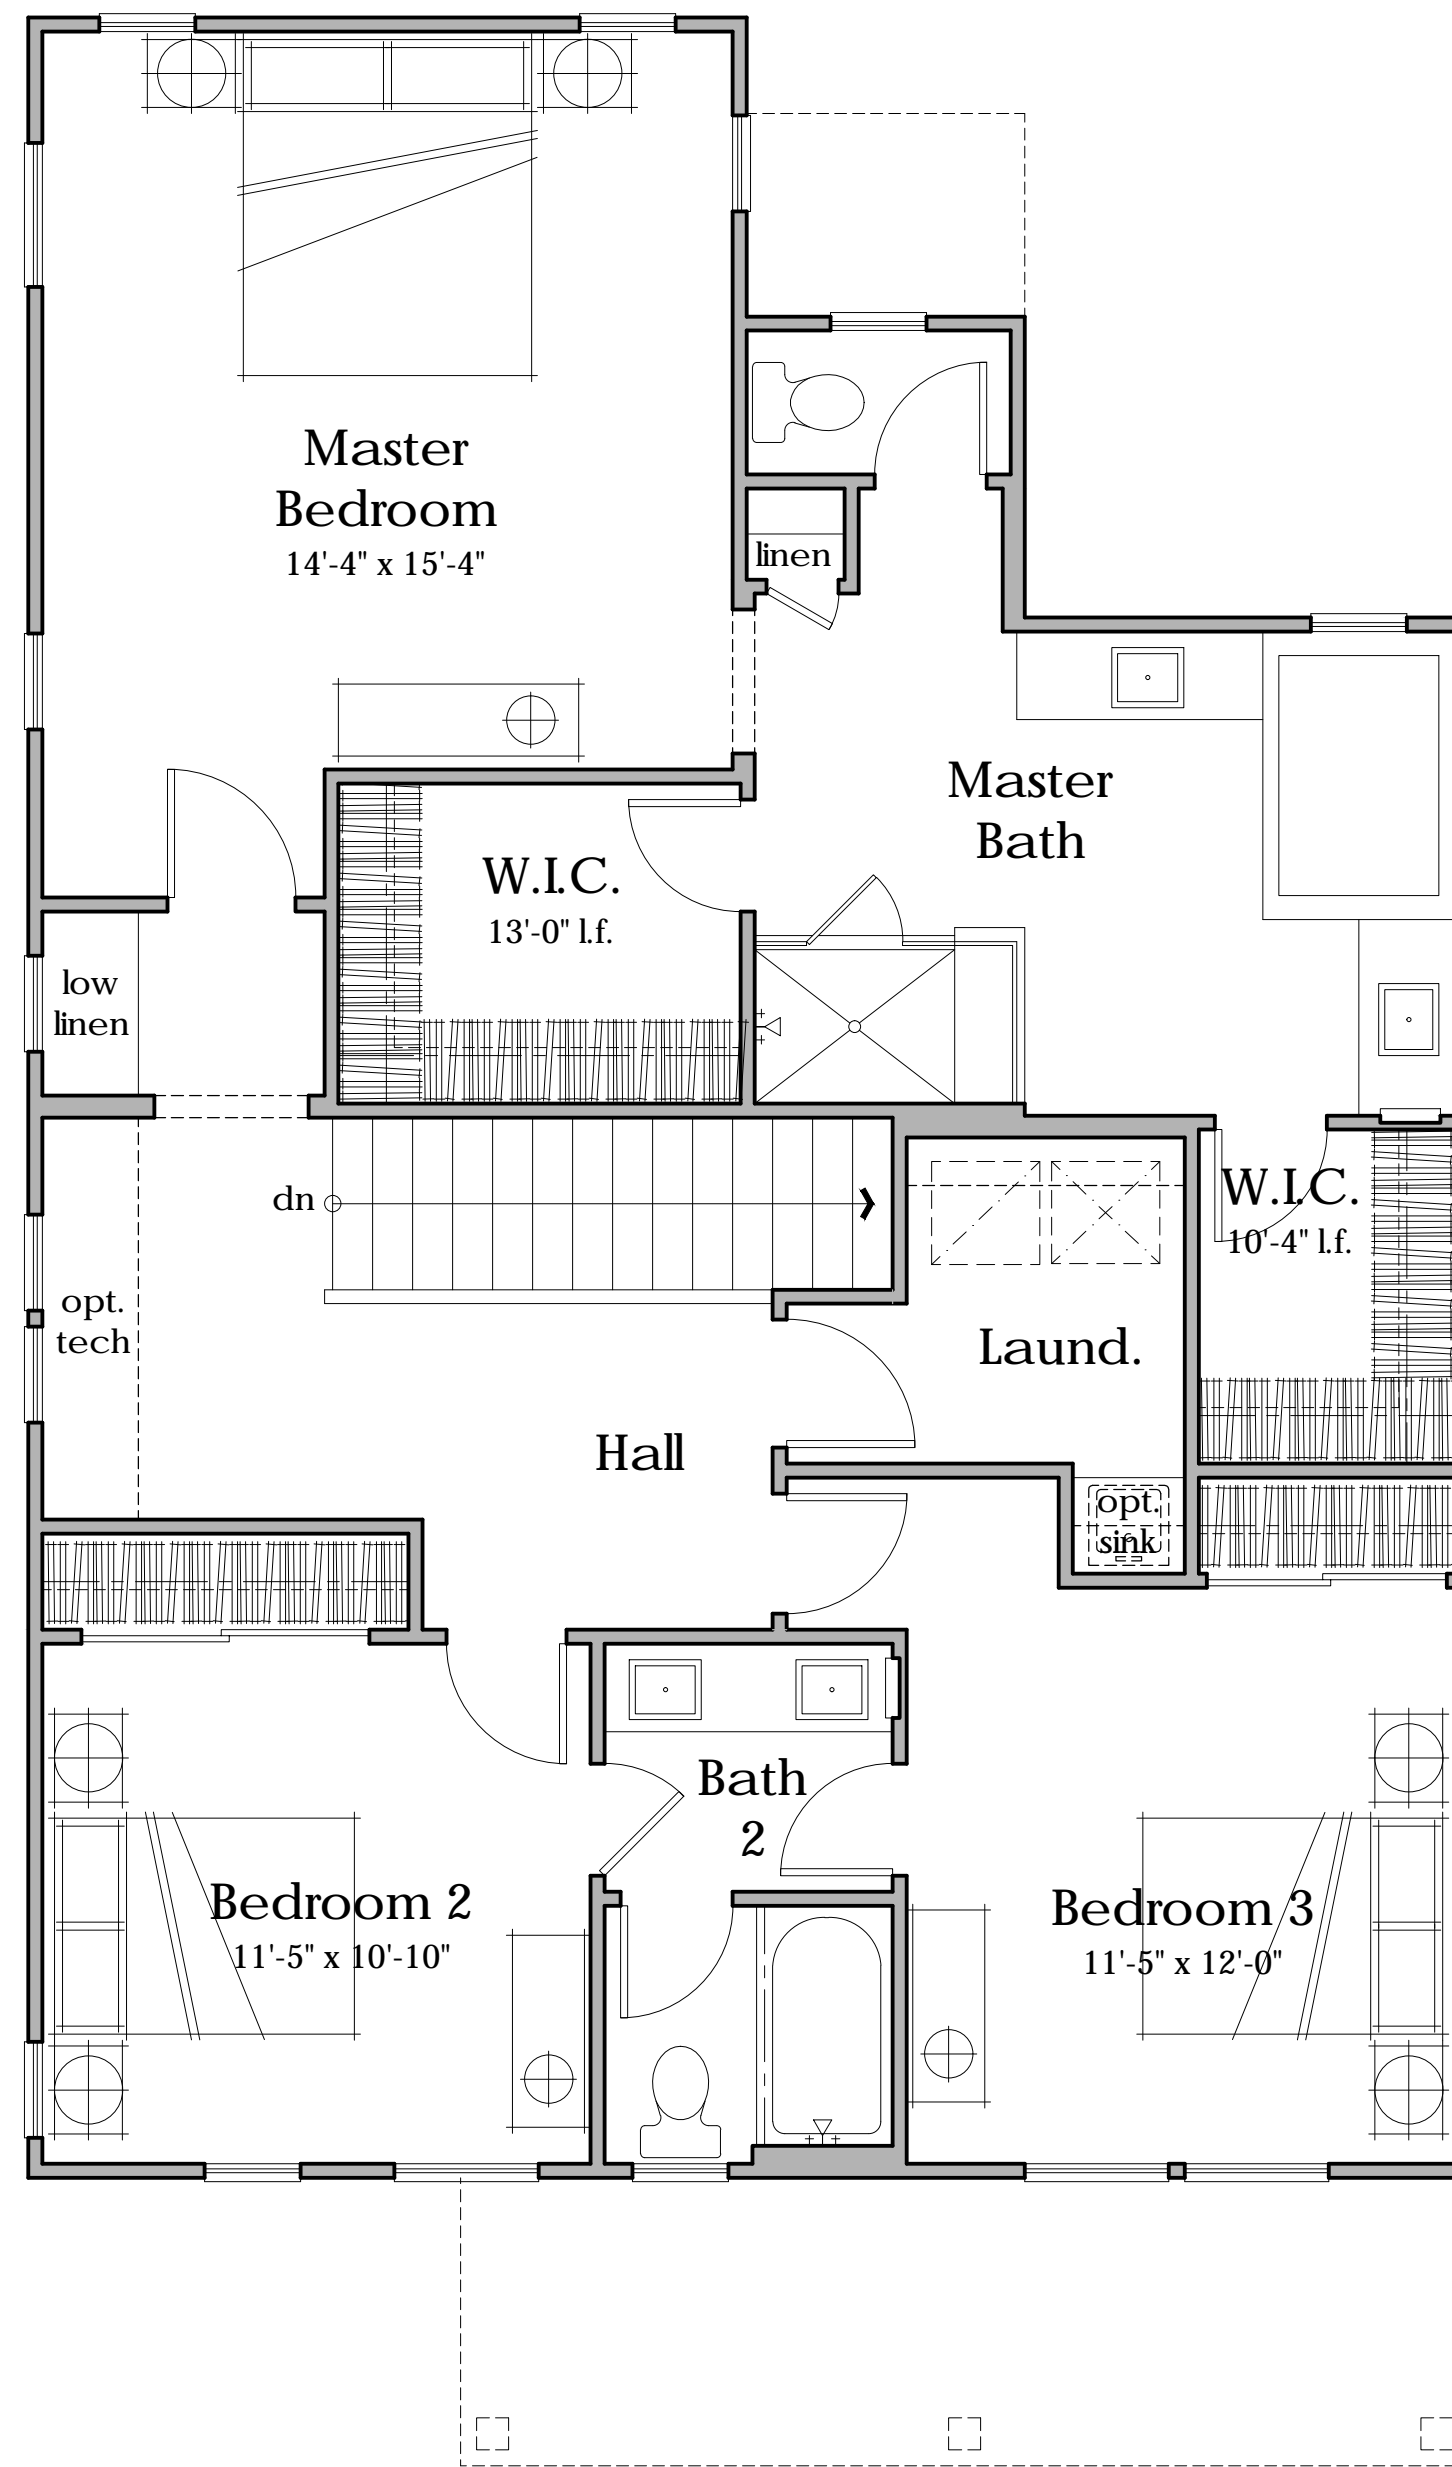 Master
Bedroom
14'-4" x 15'-4"
linen
Master
Bath
W.I.C.
13'-0" l.f.
low
linen
dn
W.I.C.
10'-4" l.f.
opt.
tech
Laund.
Hall
opt.
sink
Bath
2
Bedroom 2
11'-5" x 10'-10"
Bedroom 3
11'-5" x 12'-0"